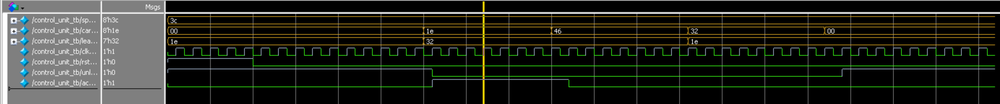 Msgs
/control_unit_tb/sp... 8'h3c 3c
/control_unit_tb/car... 8'h1e 00 1e 46 32 00
/control_unit_tb/lea... 7'h32 1e 32 1e
/control_unit_tb/clk... 1'h1
/control_unit_tb/rst... 1'h0
/control_unit_tb/unl... 1'h0
/control_unit_tb/ac... 1'h1